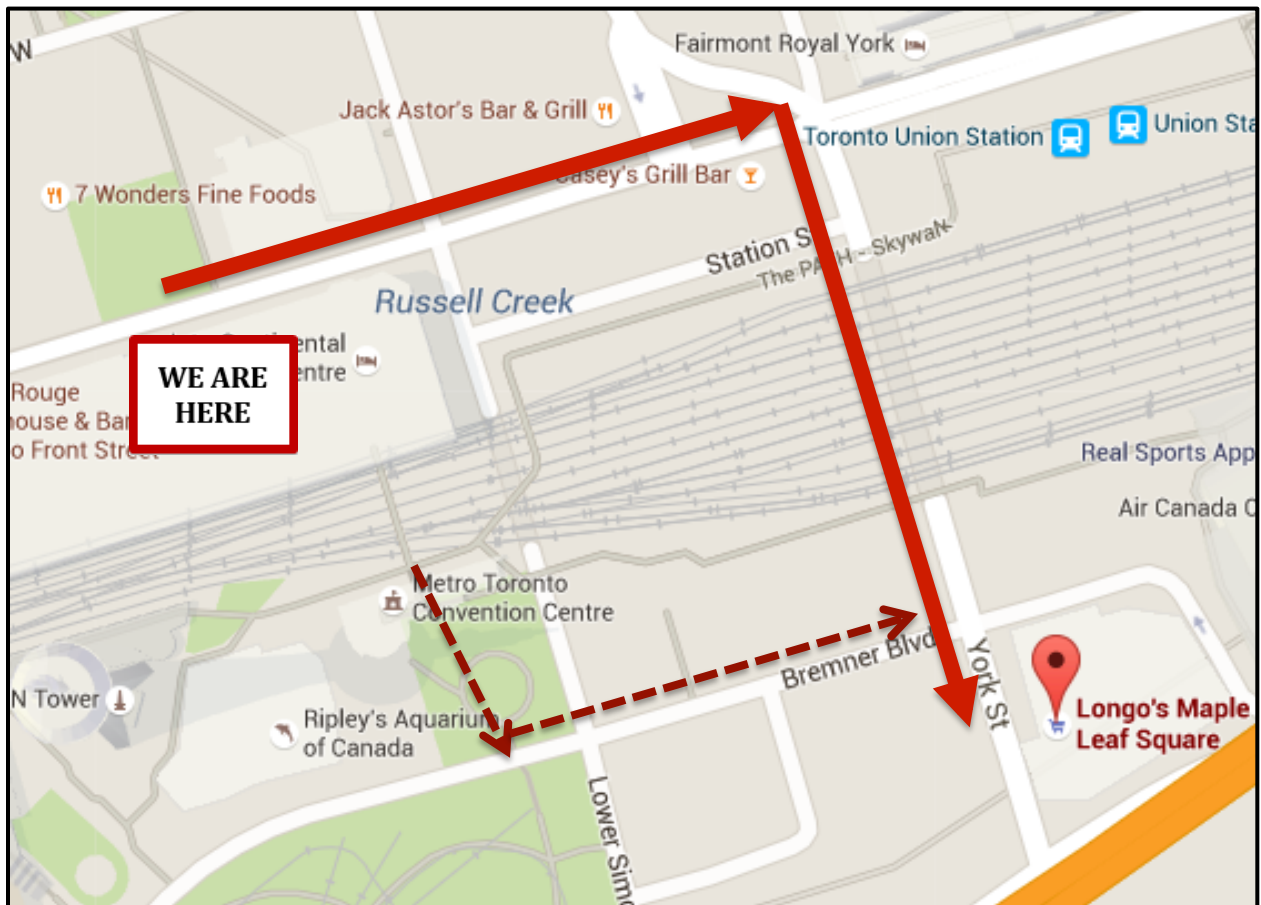 W
Fairmont Royal York
Jack Astor's Bar & Grill
Toronto Union Station
Union Sta
Casey's Grill Bar
7 Wonders Fine Foods
Station S
The PATH - Skywalk
Russell Creek
ental
entre
WE ARE
HERE
Rouge
house & Bar
o Front Street
Real Sports App
Air Canada C
Metro Toronto
Convention Centre
Bremner Blvd
York St
N Tower
Ripley's Aquarium
of Canada
Longo's Maple
Leaf Square
Lower Simc